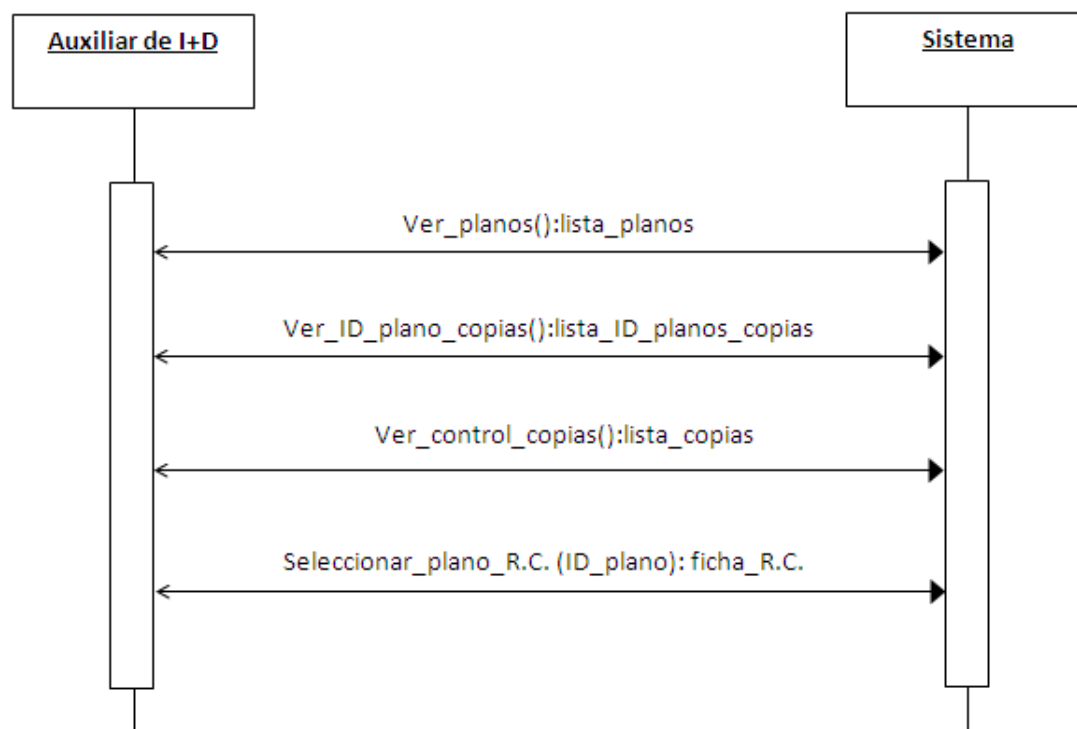 Auxiliar de I+D
Sistema
Ver_planos():lista_planos
Ver_ID_plano_copias():lista_ID_planos_copias
Ver_control_copias():lista_copias
Seleccionar_plano_R.C. (ID_plano): ficha_R.C.